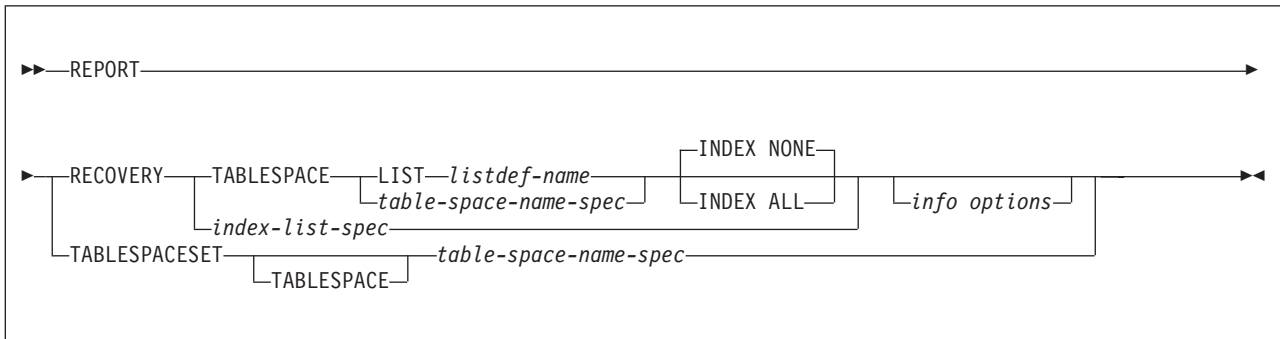 REPORT
INDEX NONE
RECOVERY TABLESPACE LIST listdef-name INDEX ALL info options
table-space-name-spec
index-list-spec
TABLESPACESET table-space-name-spec
TABLESPACE